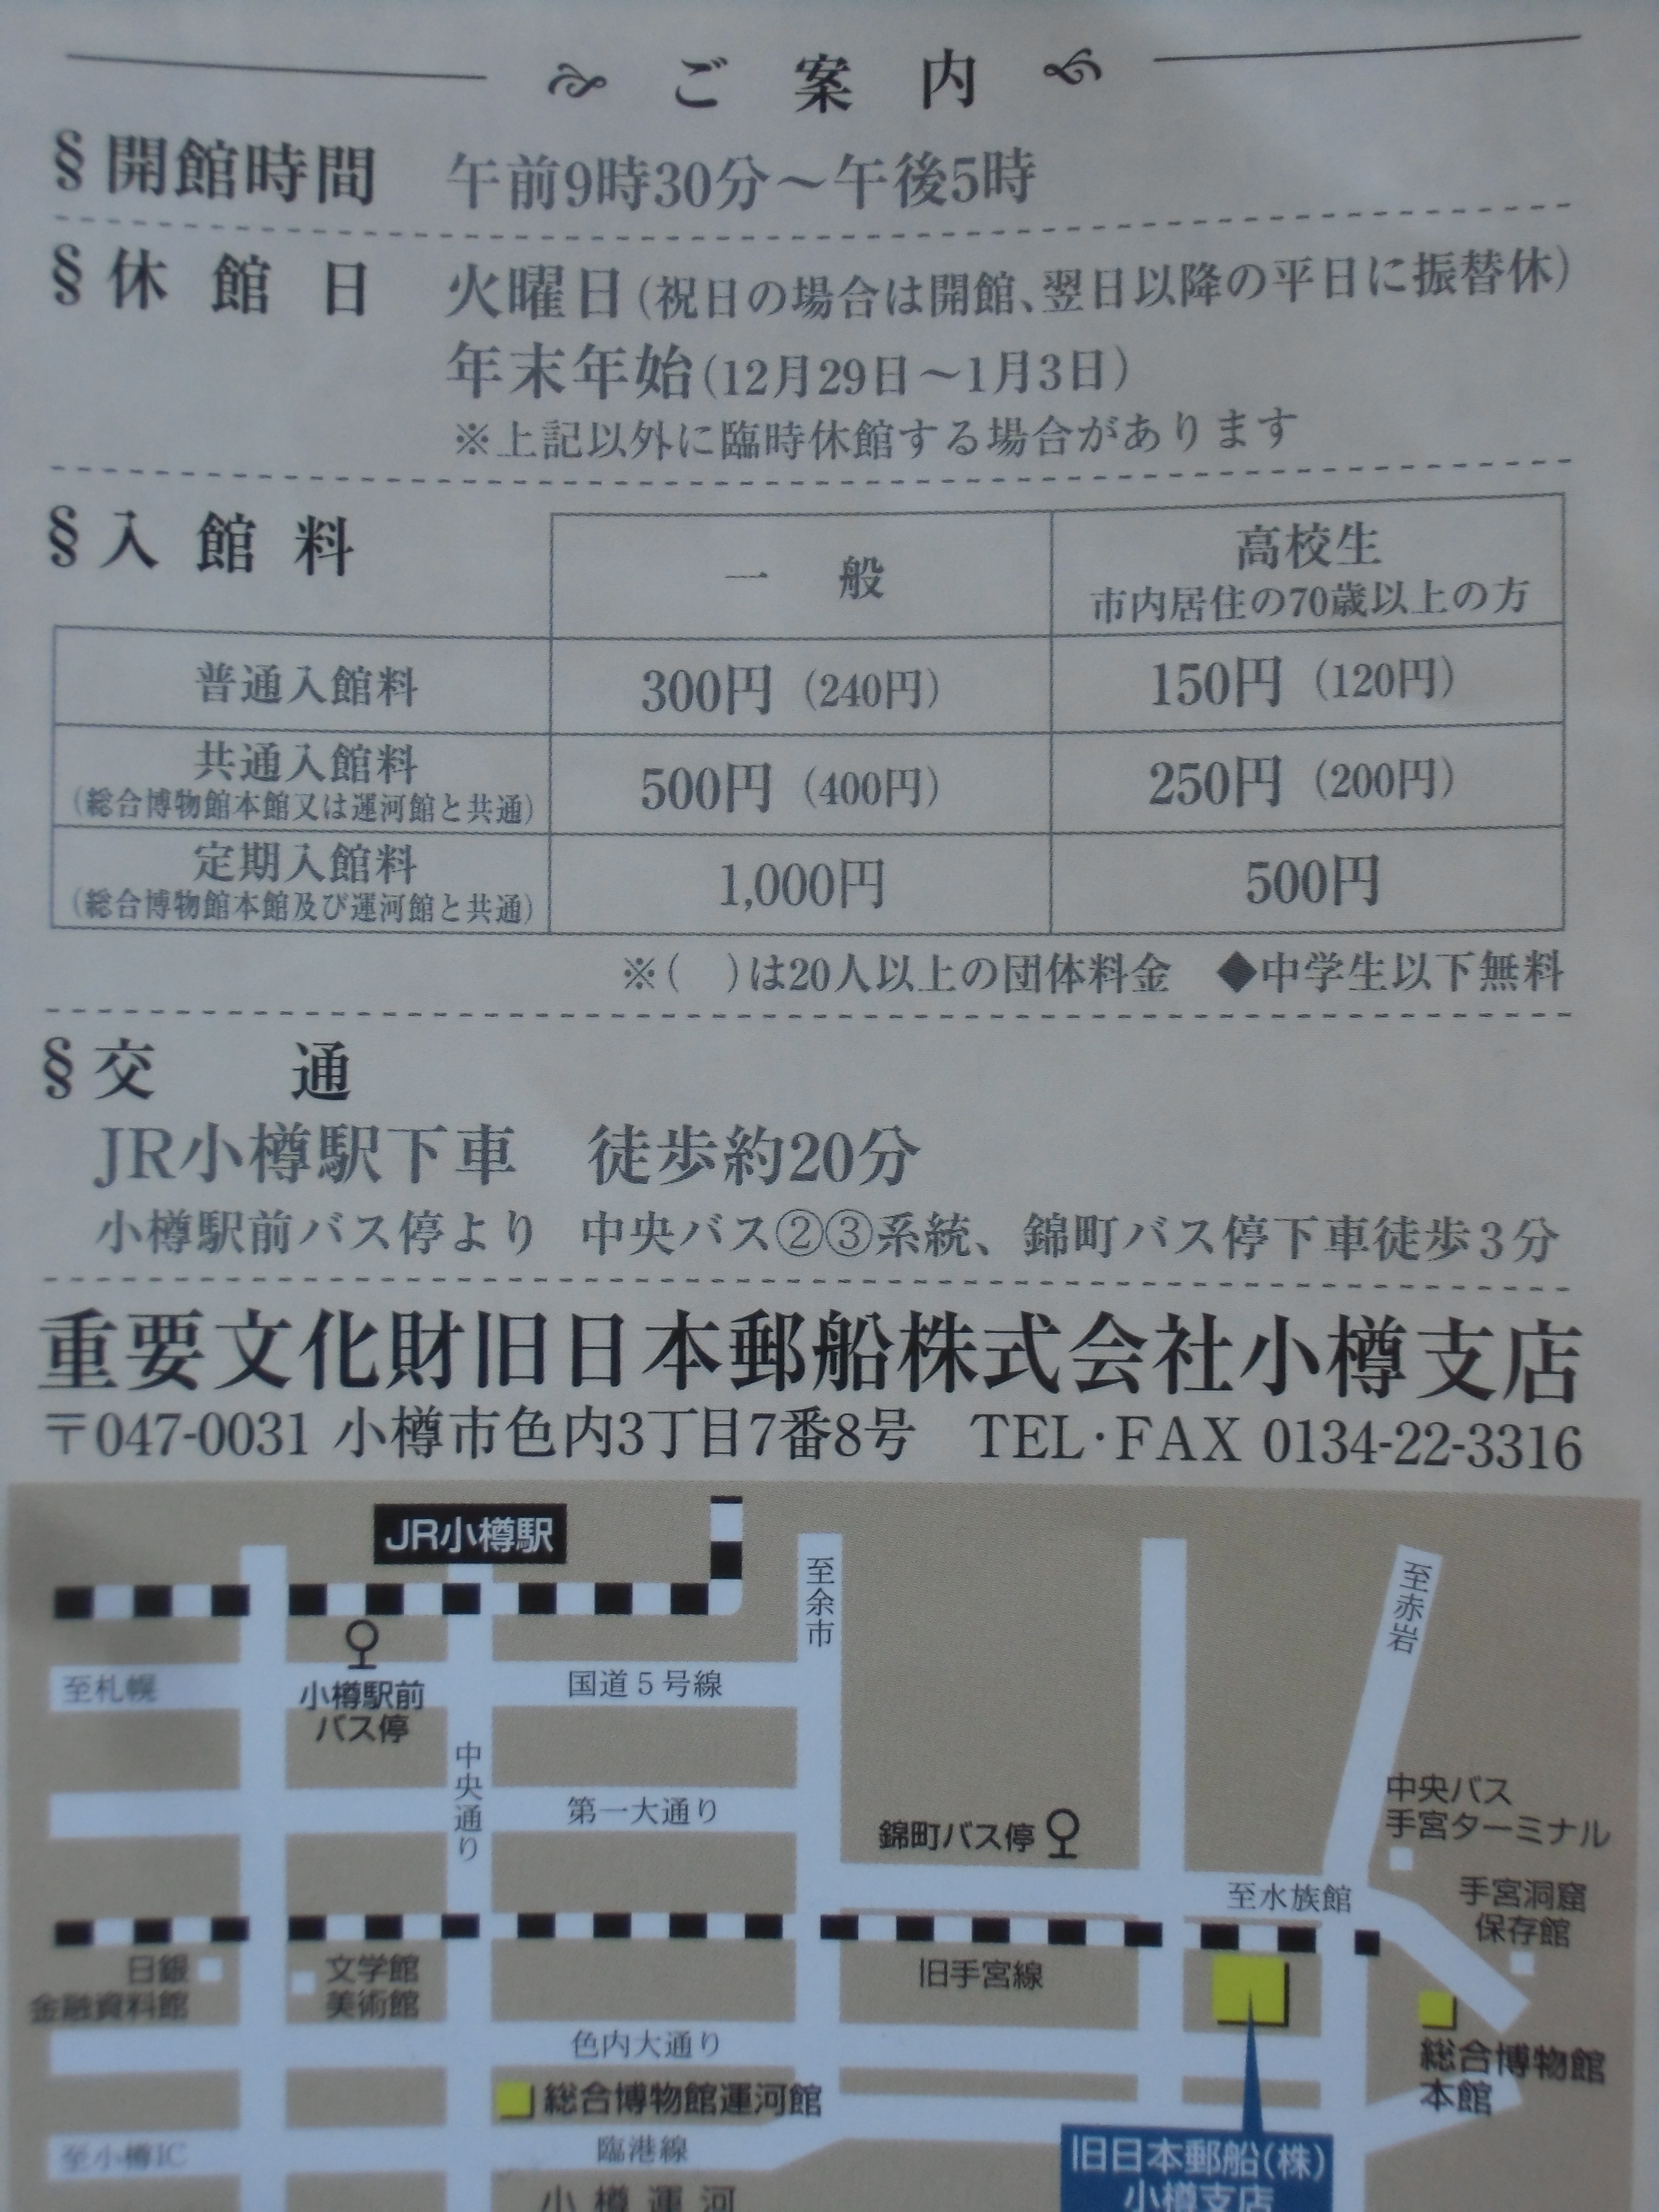 ご案内
§開館時間 午前9時30分～午後5時
§休館日 火曜日(祝日の場合は開館、翌日以降の平日に振替休)
年末年始(12月29日～1月3日)
※上記以外に臨時休館する場合があります
§入館料
一般
高校生
市内居住の70歳以上の方
普通入館料 300円(240円) 150円(120円)
共通入館料
(総合博物館本館又は運河館と共通)
500円(400円) 250円(200円)
定期入館料
(総合博物館本館及び運河館と共通)
1,000円 500円
※( )は20人以上の団体料金 ◆中学生以下無料
§交通
JR小樽駅下車 徒歩約20分
小樽駅前バス停より 中央バス②③系統、錦町バス停下車徒歩3分
重要文化財旧日本郵船株式会社小樽支店
〒047-0031 小樽市色内3丁目7番8号 TEL・FAX 0134-22-3316
JR小樽駅
至余市
至赤岩
至札幌
小樽駅前
バス停
国道5号線
中央通り
第一大通り
錦町バス停
中央バス
手宮ターミナル
至水族館
手宮洞窟
保存館
日銀
金融資料館
文学館
美術館
旧手宮線
色内大通り
総合博物館
本館
総合博物館運河館
至小樽IC
臨港線
小樽運河
旧日本郵船(株)
小樽支店